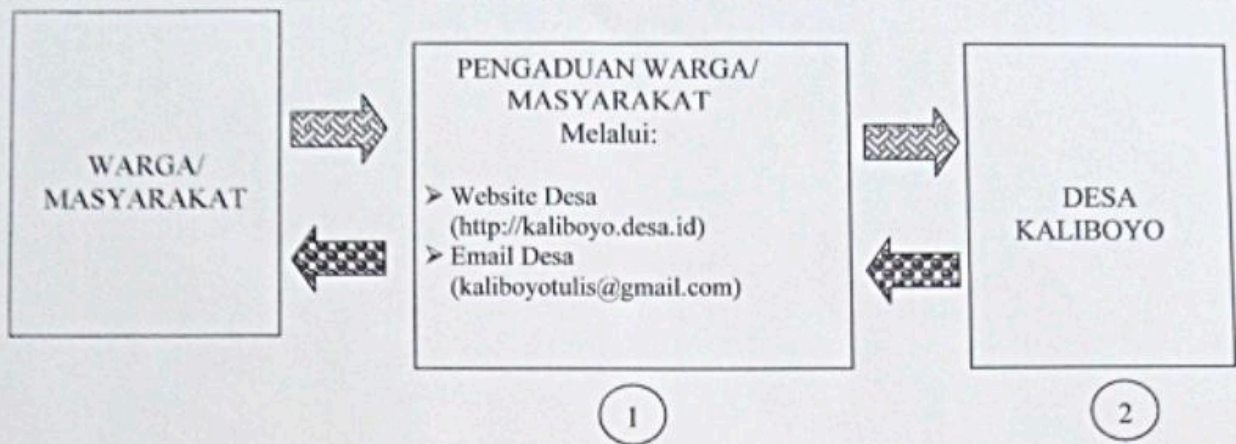 WARGA/
MASYARAKAT
PENGADUAN WARGA/
MASYARAKAT
Melalui:
➢ Website Desa
(http://kaliboyo.desa.id)
➢ Email Desa
(kaliboyotulis@gmail.com)
DESA
KALIBOYO
1
2